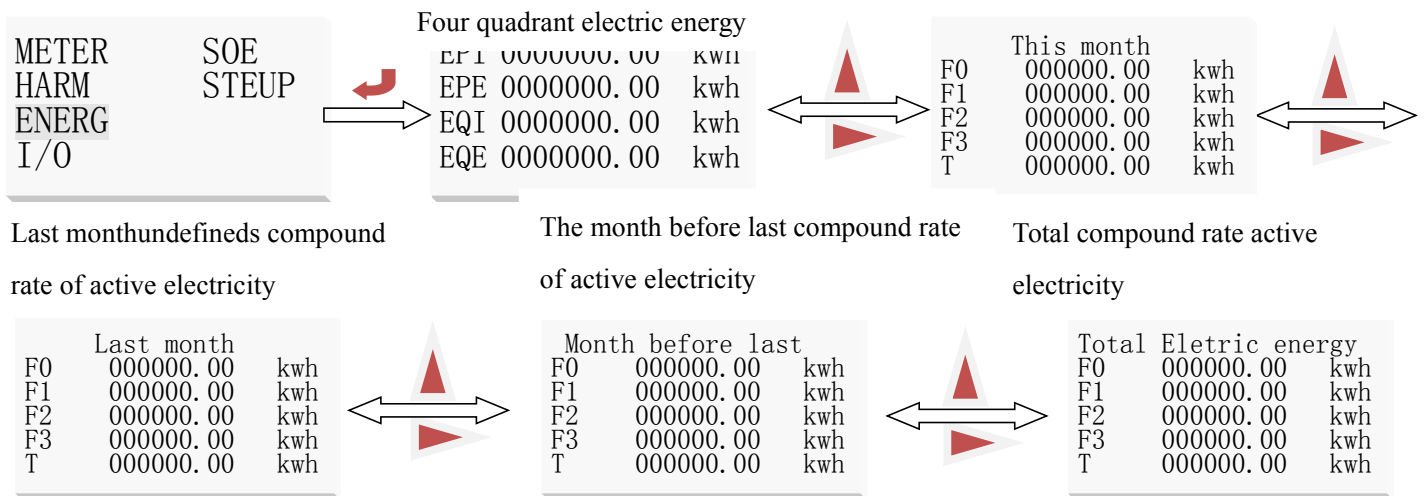 METER SOE
HARM STEUP
ENERG
I/O
Four quadrant electric energy
EPI 0000000.00 kwh
EPE 0000000.00 kwh
EQI 0000000.00 kwh
EQE 0000000.00 kwh
This month
F0 000000.00 kwh
F1 000000.00 kwh
F2 000000.00 kwh
F3 000000.00 kwh
T 000000.00 kwh
Last monthundefineds compound
rate of active electricity
The month before last compound rate
of active electricity
Total compound rate active
electricity
Last month
F0 000000.00 kwh
F1 000000.00 kwh
F2 000000.00 kwh
F3 000000.00 kwh
T 000000.00 kwh
Month before last
F0 000000.00 kwh
F1 000000.00 kwh
F2 000000.00 kwh
F3 000000.00 kwh
T 000000.00 kwh
Total Eletric energy
F0 000000.00 kwh
F1 000000.00 kwh
F2 000000.00 kwh
F3 000000.00 kwh
T 000000.00 kwh